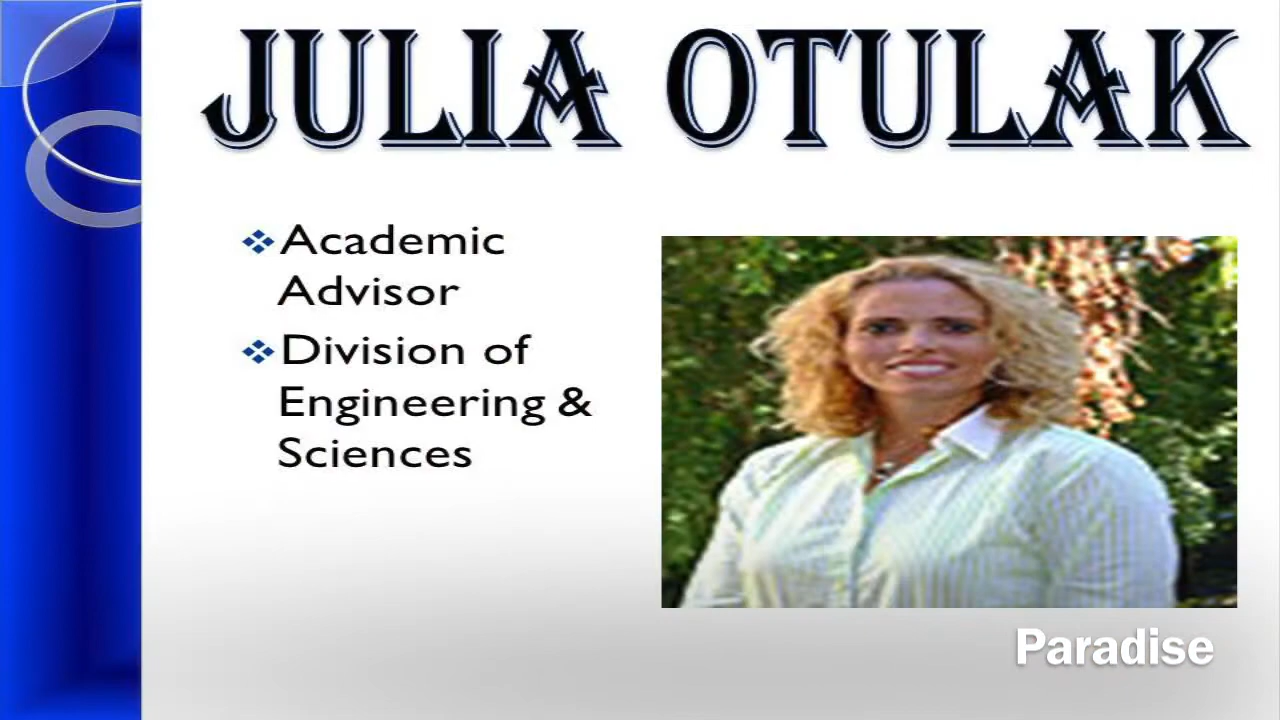 JULIA OTULAK
Academic
Advisor
Division of
Engineering &
Sciences
Paradise